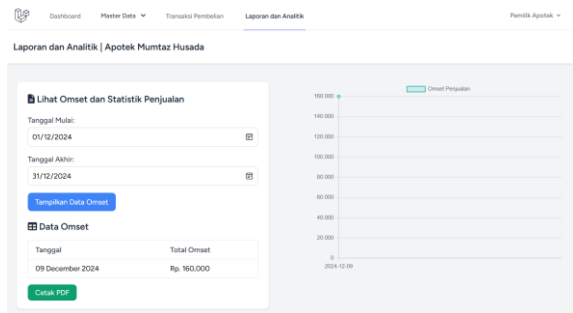 Dashboard Master Data Transaksi Pembelian Laporan dan Analitik Pemilik Apotek
Laporan dan Analitik | Apotek Mumtaz Husada
Lihat Omset dan Statistik Penjualan
Tanggal Mulai:
01/12/2024
Tanggal Akhir:
31/12/2024
Tampilkan Data Omset
Data Omset
Tanggal Total Omset
09 December 2024 Rp. 160,000
Cetak PDF
Omset Penjualan
160.000
140.000
120.000
100.000
80.000
60.000
40.000
20.000
0
2024-12-09